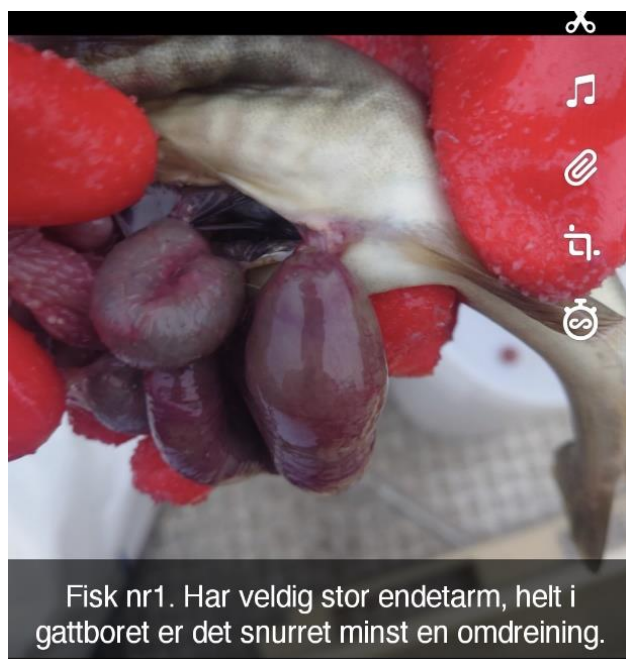 Fisk nr1. Har veldig stor endetarm, helt i
gattboret er det snurret minst en omdreining.